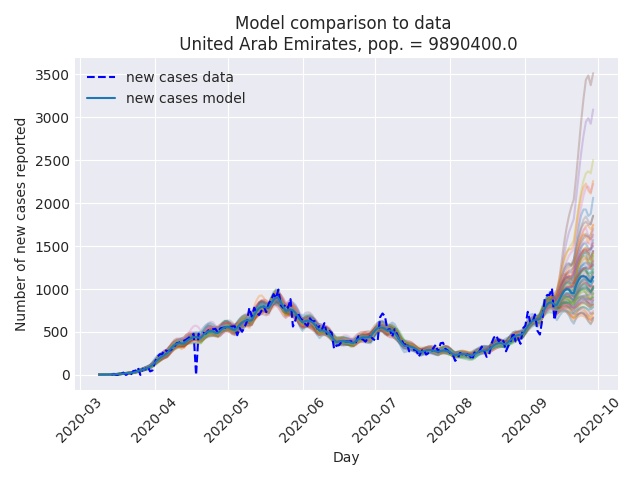 Model comparison to data
United Arab Emirates, pop. = 9890400.0
new cases data
new cases model
Number of new cases reported
3500
3000
2500
2000
1500
1000
500
0
2020-03
2020-04
2020-05
2020-06
2020-07
2020-08
2020-09
2020-10
Day